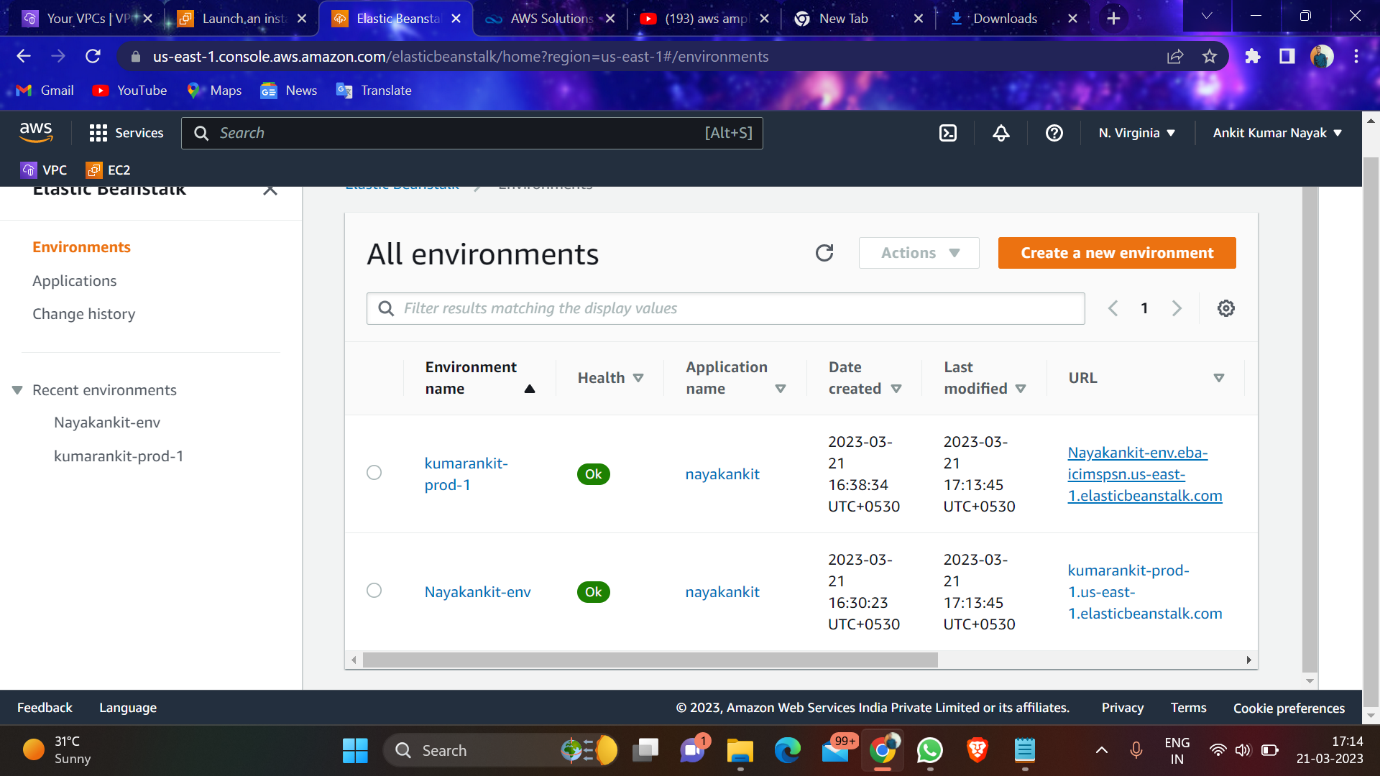 Your VPCs | VP
Launch an inst
Elastic Beansta
AWS Solutions
(193) aws amp
New Tab
Downloads
us-east-1.console.aws.amazon.com/elasticbeanstalk/home?region=us-east-1#/environments
Gmail
YouTube
Maps
News
Translate
aws
Services
Search
[Alt+S]
N. Virginia
Ankit Kumar Nayak
VPC
EC2
Elastic Beanstalk
Elastic Beanstalk
Environments
Environments
Applications
Change history
Recent environments
Nayakankit-env
kumarankit-prod-1
All environments
Actions
Create a new environment
Filter results matching the display values
1
Environment
name
Health
Application
name
Date
created
Last
modified
URL
kumarankit-
prod-1
Ok
nayakankit
2023-03-
21
16:38:34
UTC+0530
2023-03-
21
17:13:45
UTC+0530
Nayakankit-env.eba-
icimspsn.us-east-
1.elasticbeanstalk.com
Nayakankit-env
Ok
nayakankit
2023-03-
21
16:30:23
UTC+0530
2023-03-
21
17:13:45
UTC+0530
kumarankit-prod-
1.us-east-
1.elasticbeanstalk.com
Feedback
Language
© 2023, Amazon Web Services India Private Limited or its affiliates.
Privacy
Terms
Cookie preferences
31°C
Sunny
Search
1
99+
ENG
IN
17:14
21-03-2023